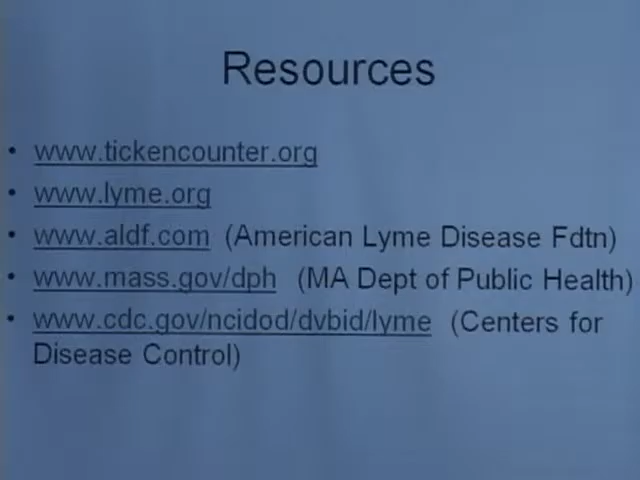 Resources
• www.tickencounter.org
• www.lyme.org
• www.aldf.com (American Lyme Disease Fdtn)
• www.mass.gov/dph (MA Dept of Public Health)
• www.cdc.gov/ncidod/dvbid/lyme (Centers for
Disease Control)